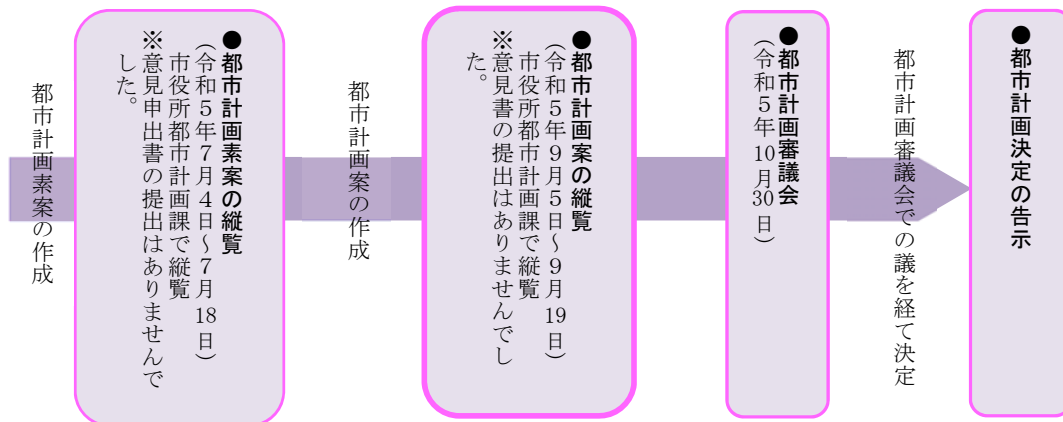 都市計画素案の作成
●都市計画素案の縦覧
（令和５年７月４日～７月18日）
市役所都市計画課で縦覧
※意見申出書の提出はありませんで
した。
都市計画案の作成
●都市計画案の縦覧
（令和５年９月５日～９月19日）
市役所都市計画課で縦覧
※意見書の提出はありませんでし
た。
●都市計画審議会
（令和５年10月30日）
都市計画審議会での議を経て決定
●都市計画決定の告示